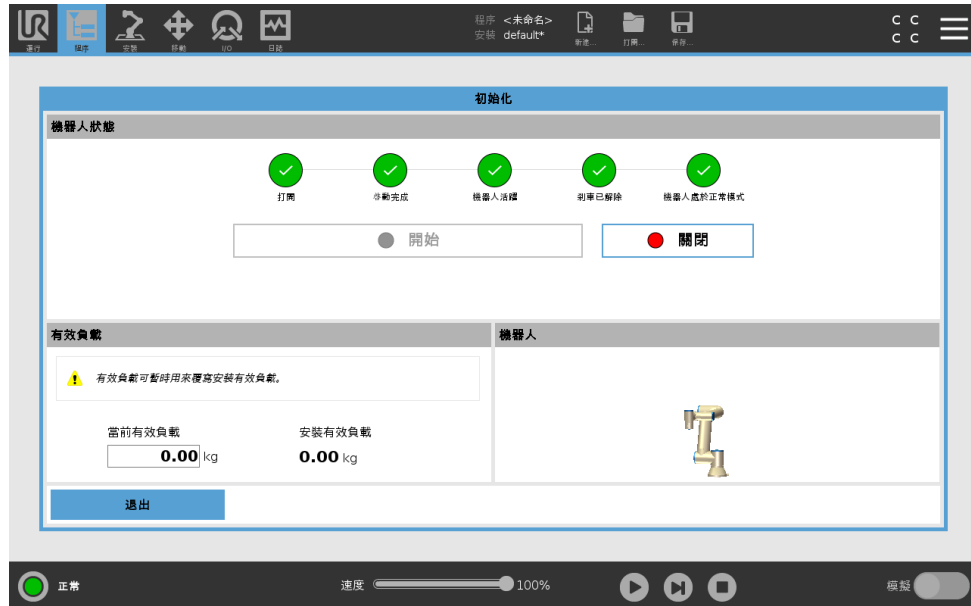 程序 <未命名>
安裝 default*
運行 程序 安裝 移動 I/O 日誌 新建... 打開... 保存...
C C
C C
初始化
機器人狀態
打開 啓動完成 機器人活躍 刹車已解除 機器人處於正常模式
開始 關閉
有效負載 機器人
有效負載可暫時用來覆寫安裝有效負載。
當前有效負載 安裝有效負載
0.00 kg 0.00 kg
退出
正常 速度 100% 模擬